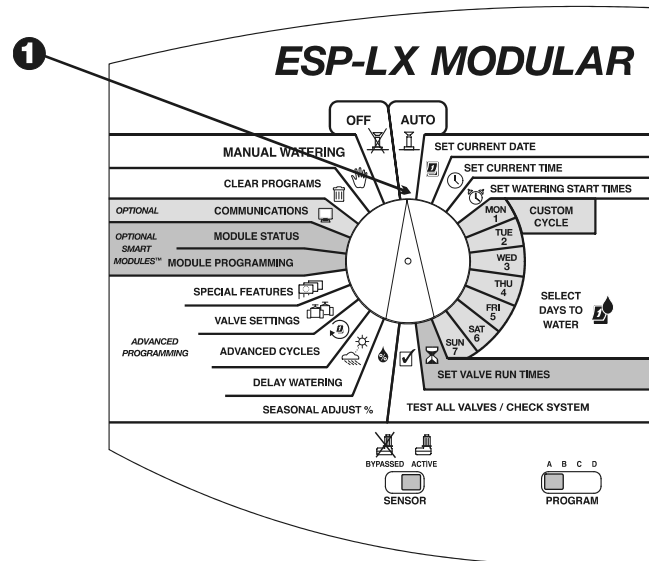 1
ESP-LX MODULAR
OFF
AUTO
MANUAL WATERING
CLEAR PROGRAMS
OPTIONAL
COMMUNICATIONS
OPTIONAL
SMART
MODULES™
MODULE STATUS
MODULE PROGRAMMING
SPECIAL FEATURES
VALVE SETTINGS
ADVANCED
PROGRAMMING
ADVANCED CYCLES
DELAY WATERING
SEASONAL ADJUST %
SET CURRENT DATE
SET CURRENT TIME
SET WATERING START TIMES
MON
1
TUE
2
WED
3
THU
4
FRI
5
SAT
6
SUN
7
CUSTOM
CYCLE
SELECT
DAYS TO
WATER
SET VALVE RUN TIMES
TEST ALL VALVES / CHECK SYSTEM
%
BYPASSED ACTIVE
SENSOR
A B C D
PROGRAM